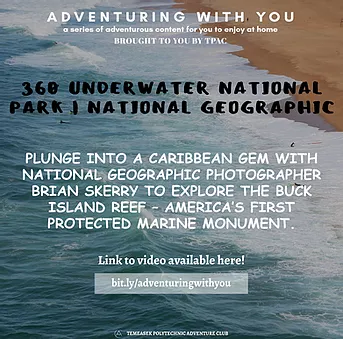 ADVENTURING WITH YOU
a series of adventurous content for you to enjoy at home
BROUGHT TO YOU BY TPAC
360 UNDERWATER NATIONAL
PARK | NATIONAL GEOGRAPHIC
PLUNGE INTO A CARIBBEAN GEM WITH
NATIONAL GEOGRAPHIC PHOTOGRAPHER
BRIAN SKERRY TO EXPLORE THE BUCK
ISLAND REEF – AMERICA'S FIRST
PROTECTED MARINE MONUMENT.
Link to video available here!
bit.ly/adventuringwithyou
TEMEASEK POLYTECHNIC ADVENTURE CLUB